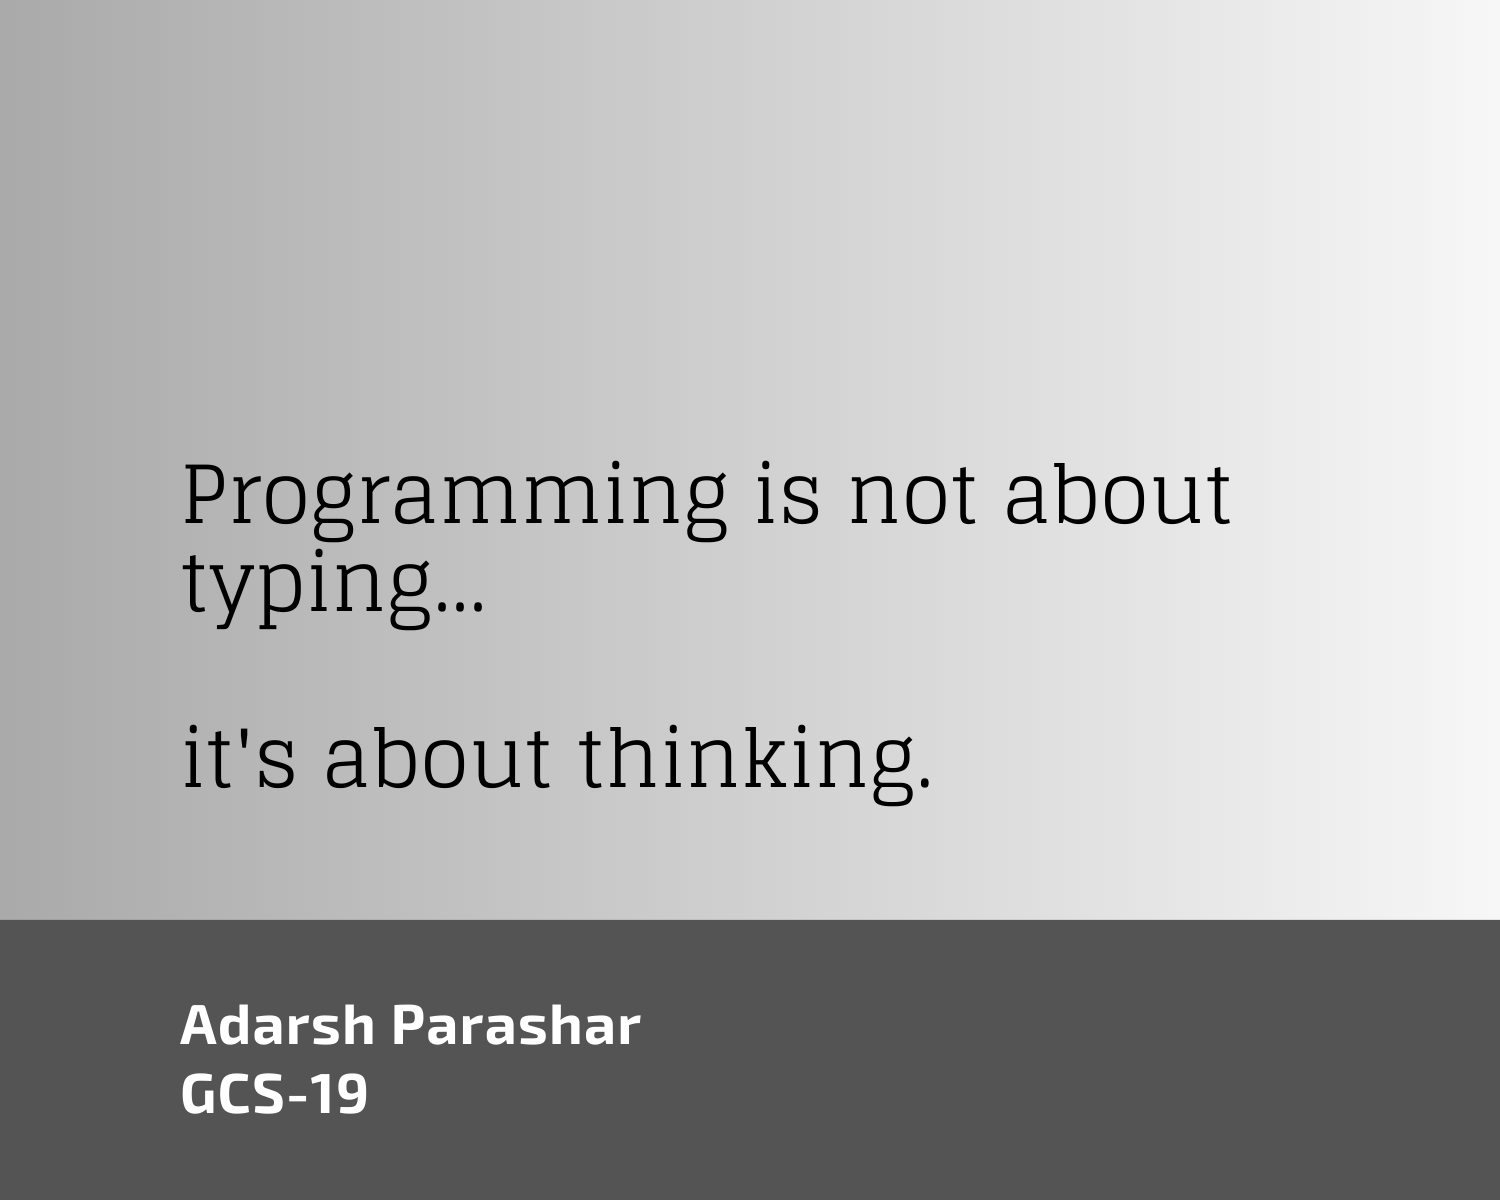 Programming is not about
typing...
it's about thinking.
Adarsh Parashar
GCS-19